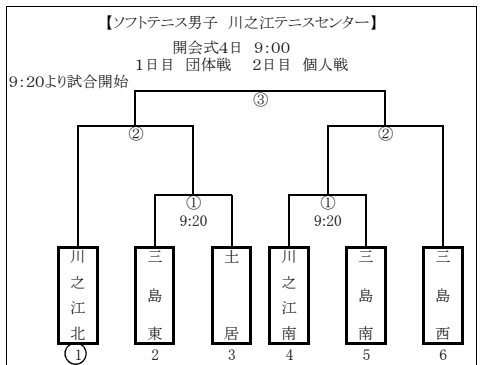 【ソフトテニス男子 川之江テニスセンター】
開会式4日 9:00
1日目 団体戦 2日目 個人戦
9:20より試合開始
③
② ②
① ①
9:20 9:20
川之江北 三島東 土居 川之江南 三島南 三島西
① 2 3 4 5 6